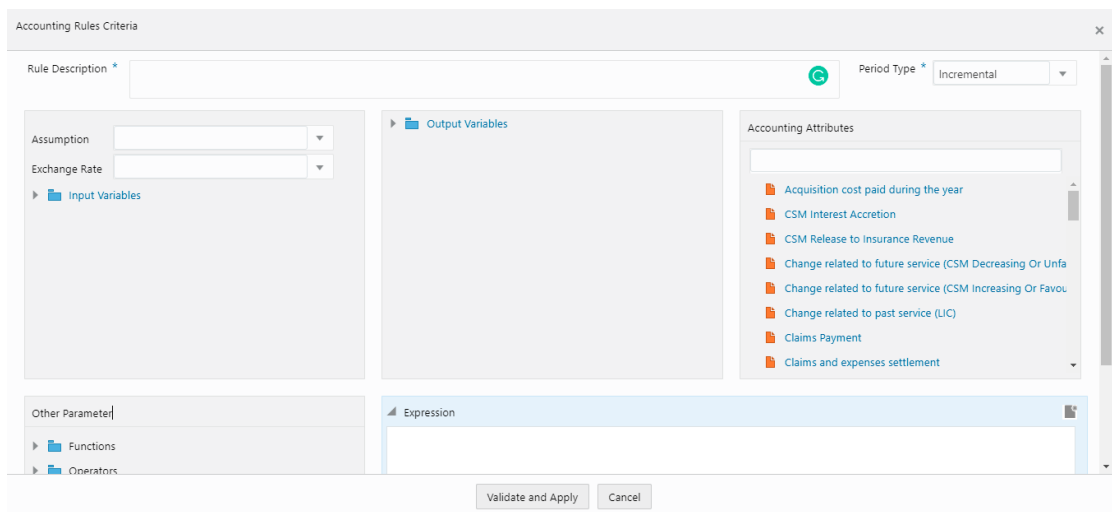 Accounting Rules Criteria
×
Rule Description *
Period Type *
Incremental
Assumption
Exchange Rate
Input Variables
Output Variables
Accounting Attributes
Acquisition cost paid during the year
CSM Interest Accretion
CSM Release to Insurance Revenue
Change related to future service (CSM Decreasing Or Unfa
Change related to future service (CSM Increasing Or Favou
Change related to past service (LIC)
Claims Payment
Claims and expenses settlement
Other Parameter
Functions
Operators
Expression
Validate and Apply
Cancel